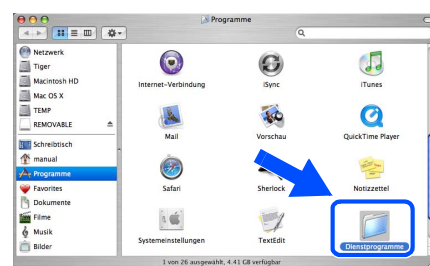 Programme
Netzwerk
Tiger
Macintosh HD
Mac OS X
TEMP
REMOVABLE
Schreibtisch
manual
Programme
Favorites
Dokumente
Filme
Musik
Bilder
Internet-Verbindung
iSync
iTunes
Mail
Vorschau
QuickTime Player
Safari
Sherlock
Notizzettel
Systemeinstellungen
TextEdit
Dienstprogramme
1 von 26 ausgewählt, 4.41 GB verfügbar